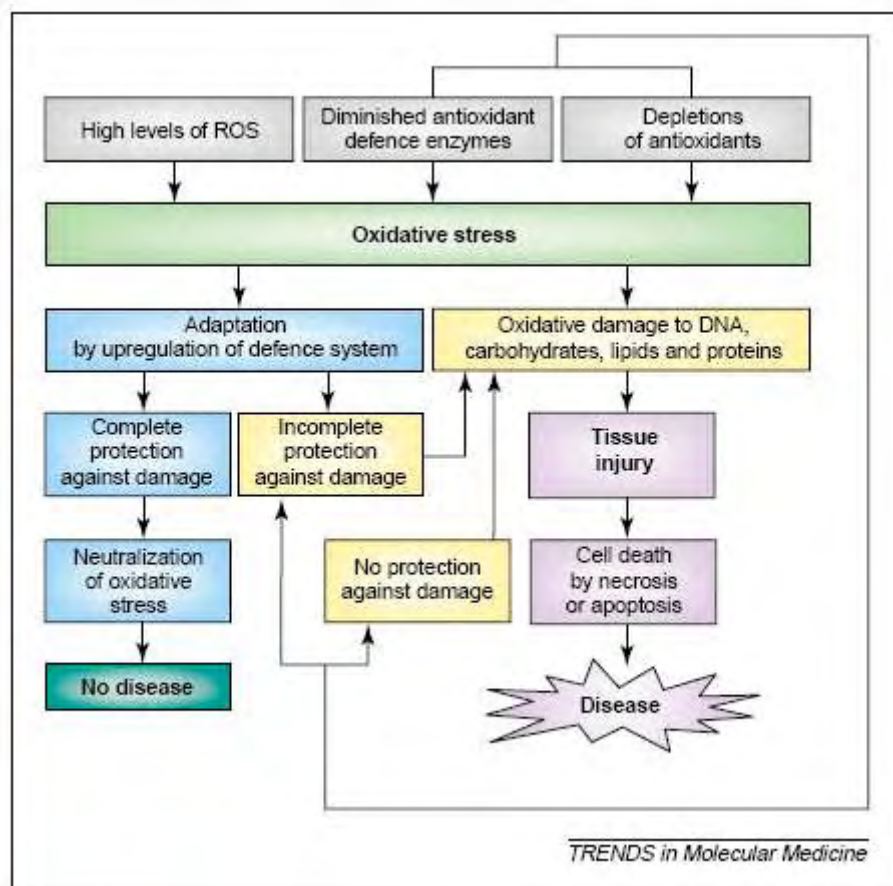 High levels of ROS
Diminished antioxidant
defence enzymes
Depletions
of antioxidants
Oxidative stress
Adaptation
by upregulation of defence system
Oxidative damage to DNA,
carbohydrates, lipids and proteins
Complete
protection
against damage
Incomplete
protection
against damage
Tissue
injury
Neutralization
of oxidative
stress
No protection
against damage
Cell death
by necrosis
or apoptosis
No disease
Disease
TRENDS in Molecular Medicine